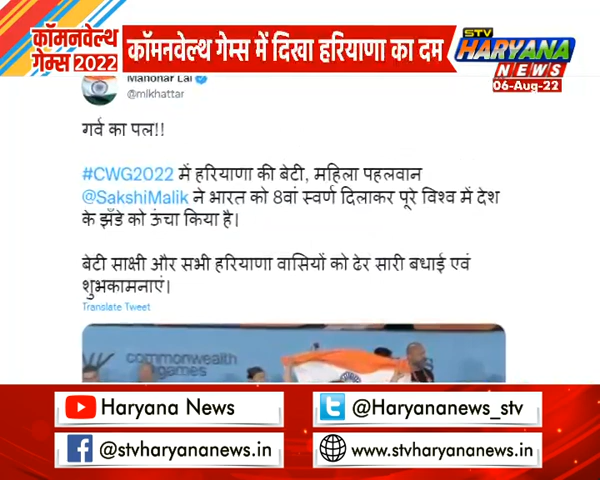 कॉमनवेल्थ
गेम्स 2022
कॉमनवेल्थ गेम्स में दिखा हरियाणा का दम
STV
HARYANA
NEWS
06-Aug-22
Manohar Lal
@mlkhattar
गर्व का पल!!
#CWG2022 में हरियाणा की बेटी, महिला पहलवान
@SakshiMalik ने भारत को 8वां स्वर्ण दिलाकर पूरे विश्व में देश
के झँडे को ऊंचा किया है।
बेटी साक्षी और सभी हरियाणा वासियों को ढेर सारी बधाई एवं
शुभकामनाएं।
Translate Tweet
commonwealth
games
Haryana News
@Haryananews_stv
@stvharyananews.in
www.stvharyananews.in